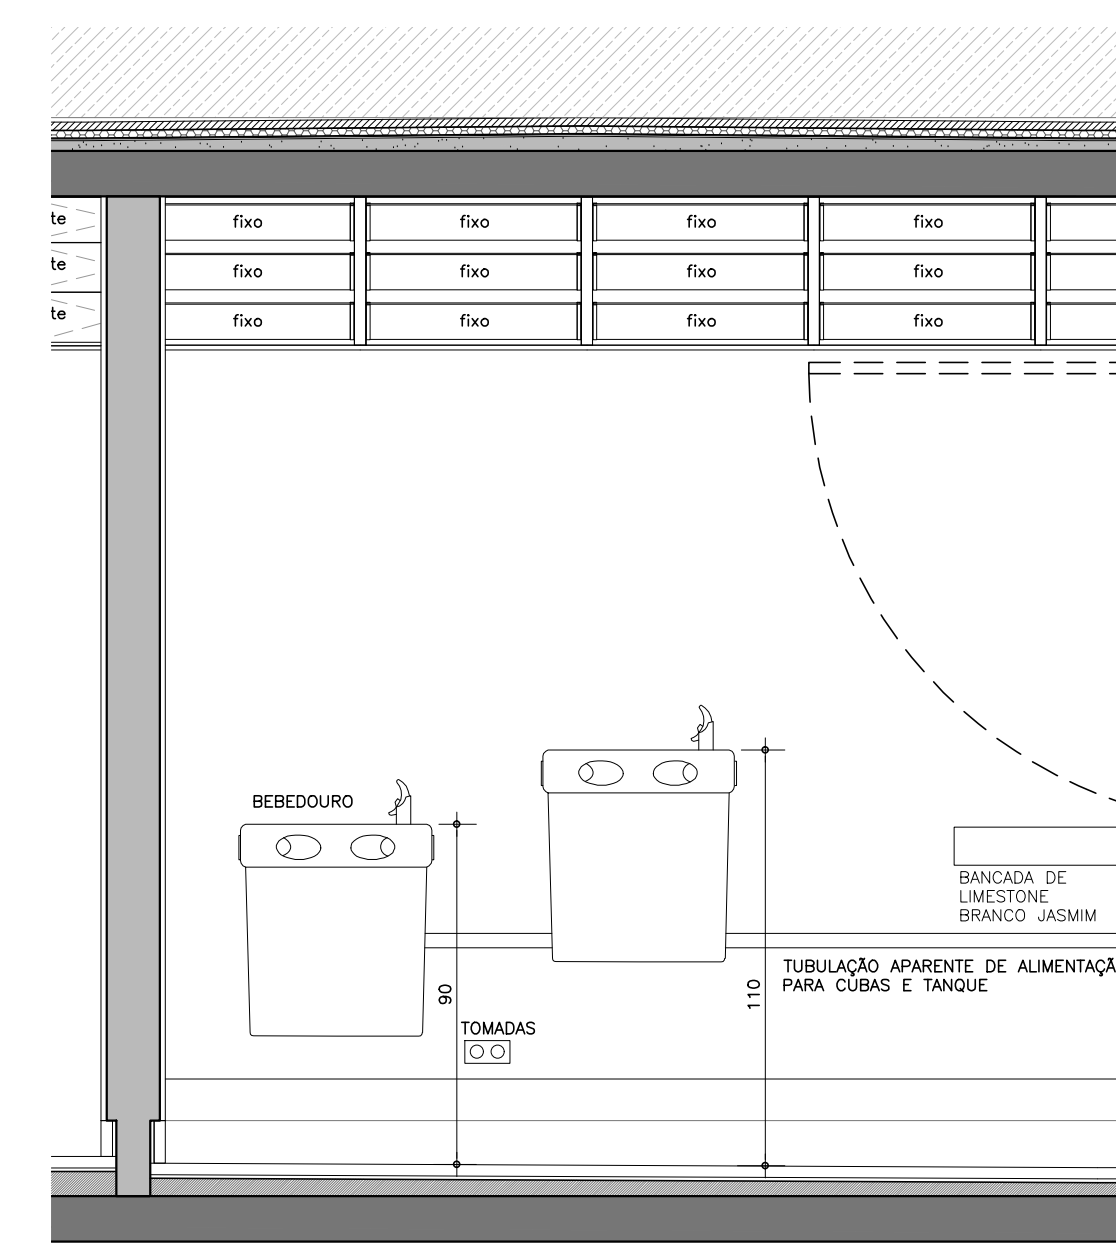 te fixo fixo fixo fixo
te fixo fixo fixo fixo
te fixo fixo fixo fixo
BEBEDOURO
BANCADA DE
LIMESTONE
BRANCO JASMIM
TUBULAÇÃO APARENTE DE ALIMENTAÇÃ
PARA CUBAS E TANQUE
90
110
TOMADAS